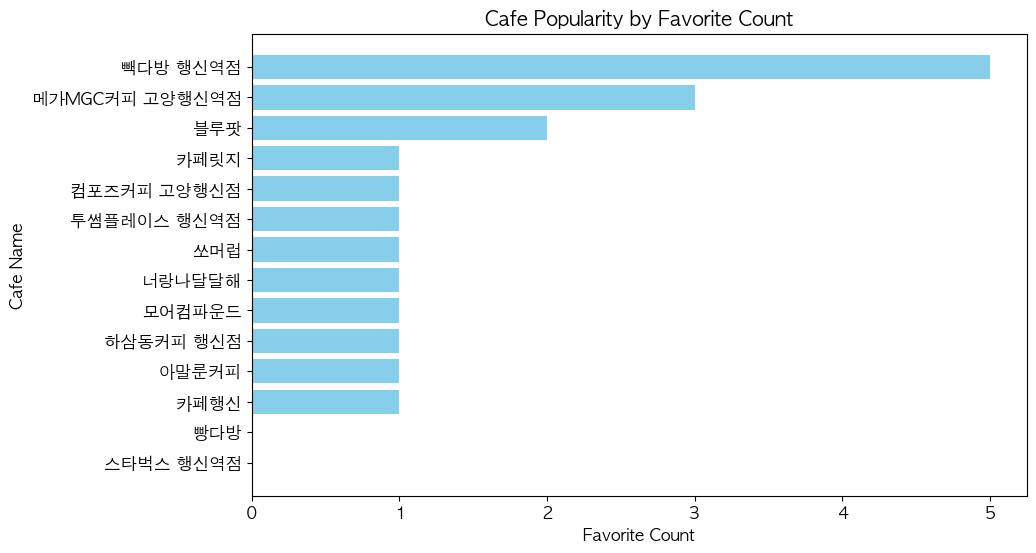 Cafe Popularity by Favorite Count
빽다방 행신역점
메가MGC커피 고양행신역점
블루팟
카페릿지
컴포즈커피 고양행신점
투썸플레이스 행신역점
쏘머럽
너랑나달달해
모어컴파운드
하삼동커피 행신점
아말룬커피
카페행신
빵다방
스타벅스 행신역점
Cafe Name
0 1 2 3 4 5
Favorite Count